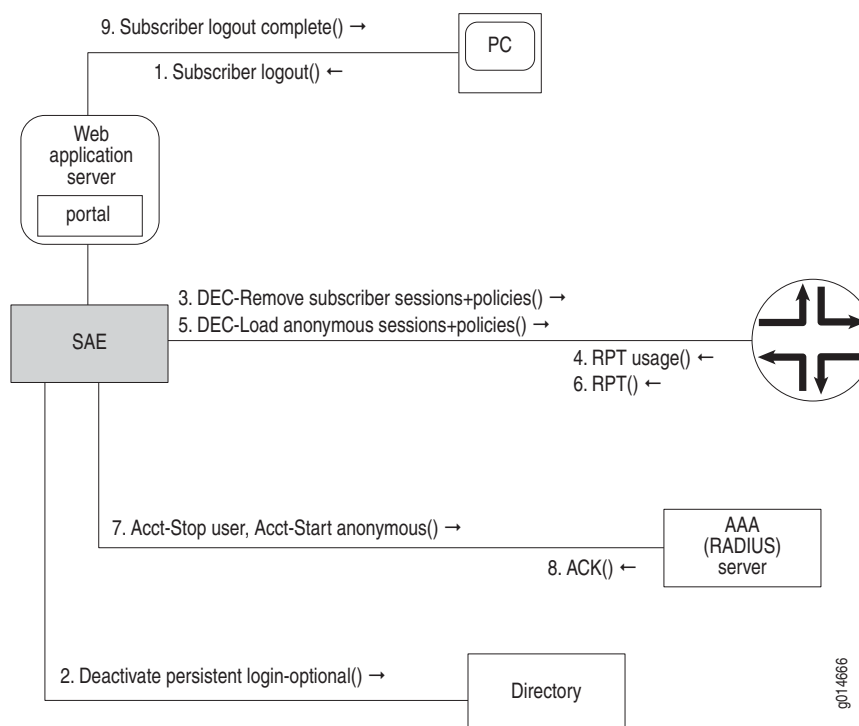 9. Subscriber logout complete() →
PC
1. Subscriber logout() ←
Web
application
server
portal
3. DEC-Remove subscriber sessions+policies() →
5. DEC-Load anonymous sessions+policies() →
SAE
4. RPT usage() ←
6. RPT() ←
7. Acct-Stop user, Acct-Start anonymous() →
AAA
(RADIUS)
server
8. ACK() ←
2. Deactivate persistent login-optional() →
Directory
g014666